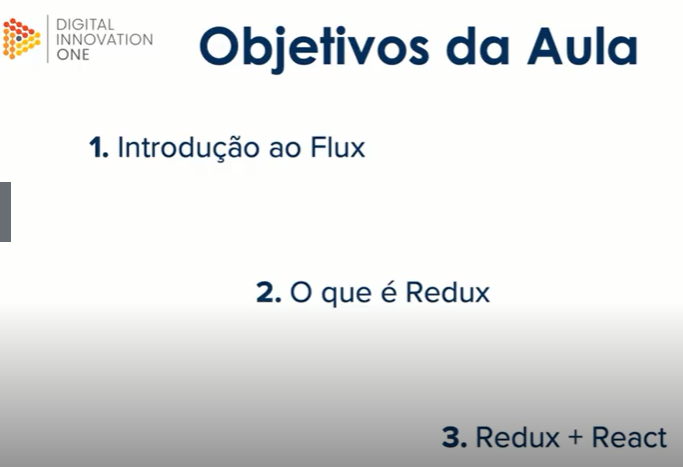 DIGITAL
INNOVATION
ONE
Objetivos da Aula
1. Introdução ao Flux
2. O que é Redux
3. Redux + React